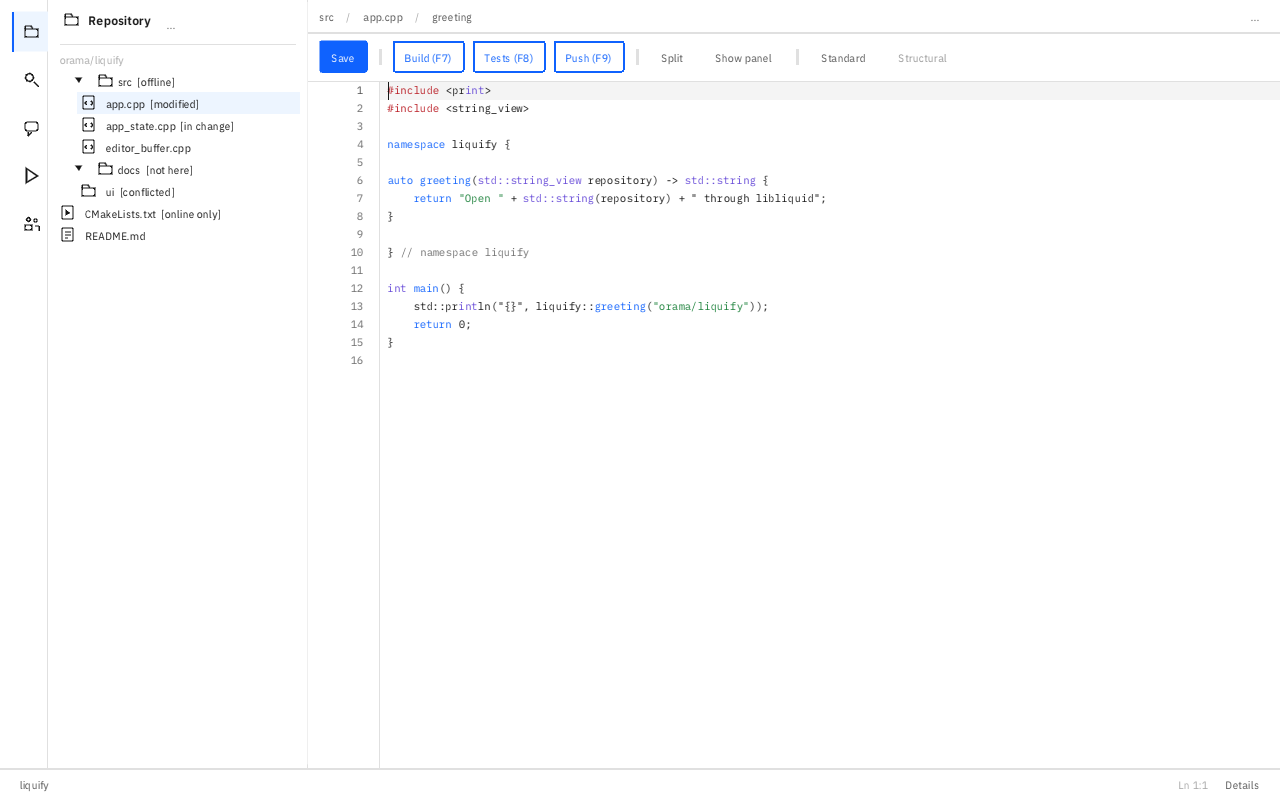 Repository
...
orama/liquify
src [offline]
app.cpp [modified]
app_state.cpp [in change]
editor_buffer.cpp
docs [not here]
ui [conflicted]
CMakeLists.txt [online only]
README.md
src / app.cpp / greeting
...
Save Build (F7) Tests (F8) Push (F9) Split Show panel Standard Structural
1 #include <print>
2 #include <string_view>
3
4 namespace liquify {
5
6 auto greeting(std::string_view repository) -> std::string {
7     return "Open " + std::string(repository) + " through libliquid";
8 }
9
10 } // namespace liquify
11
12 int main() {
13     std::println("{}", liquify::greeting("orama/liquify"));
14     return 0;
15 }
16
liquify
Ln 1:1 Details